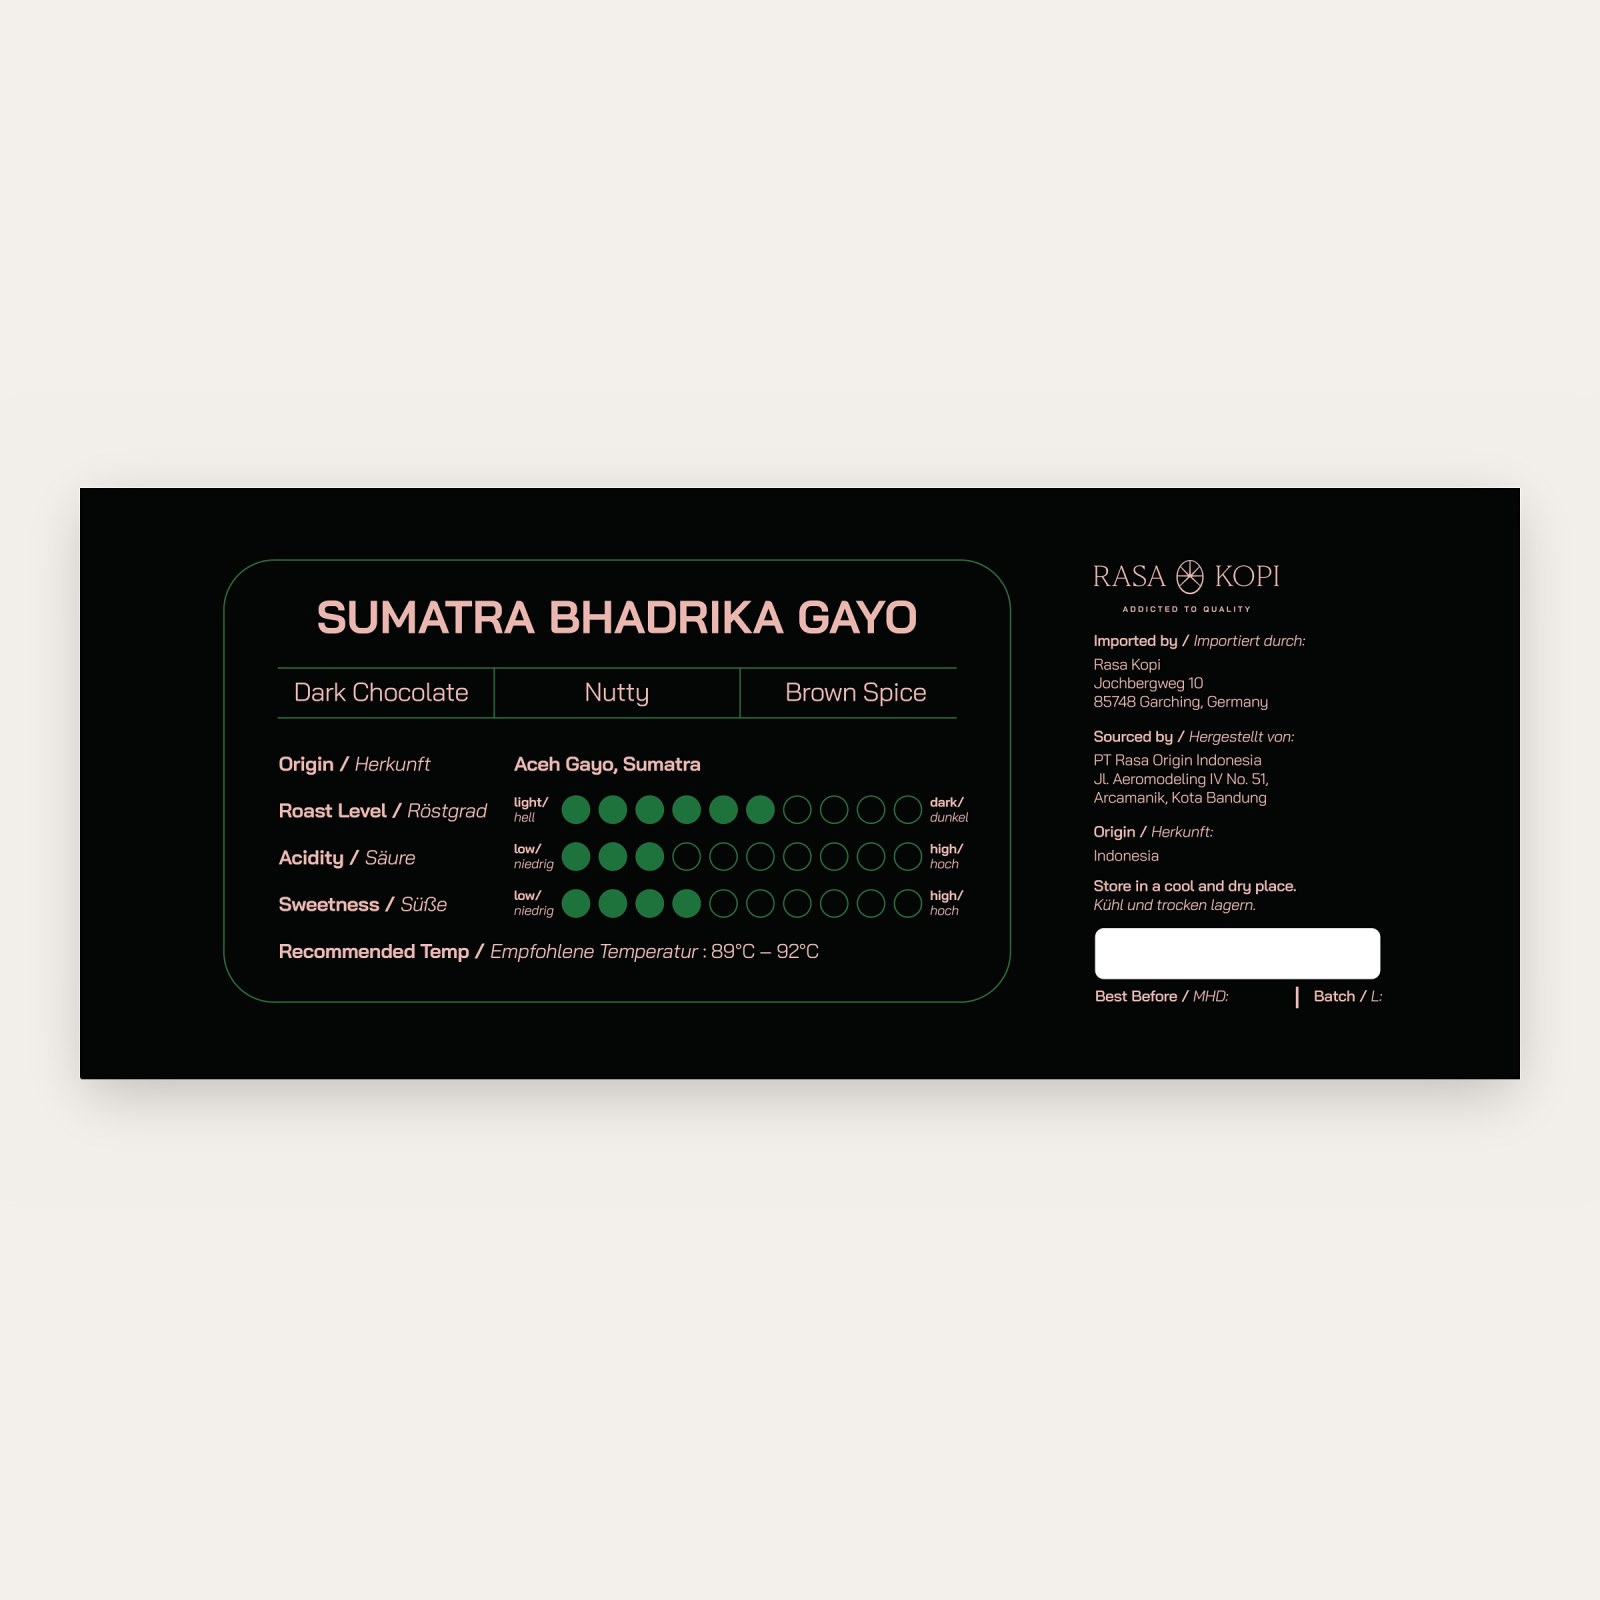 SUMATRA BHADRIKA GAYO
Dark Chocolate
Nutty
Brown Spice
Origin / Herkunft
Aceh Gayo, Sumatra
Roast Level / Röstgrad
light/
hell
dark/
dunkel
Acidity / Säure
low/
niedrig
high/
hoch
Sweetness / Süße
low/
niedrig
high/
hoch
Recommended Temp / Empfohlene Temperatur : 89°C – 92°C
RASA KOPI
ADDICTED TO QUALITY
Imported by / Importiert durch:
Rasa Kopi
Jochbergweg 10
85748 Garching, Germany
Sourced by / Hergestellt von:
PT Rasa Origin Indonesia
Jl. Aeromodeling IV No. 51,
Arcamanik, Kota Bandung
Origin / Herkunft:
Indonesia
Store in a cool and dry place.
Kühl und trocken lagern.
Best Before / MHD:
Batch / L: